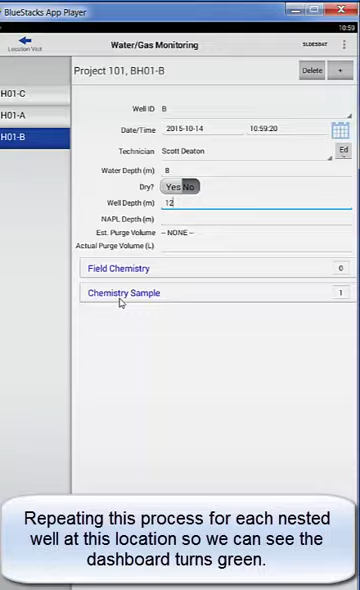 BlueStacks App Player
10:59
Location Visit
Water/Gas Monitoring
SLDESDAT
Project 101, BH01-B
Delete
+
H01-C
H01-A
H01-B
Well ID B
Date/Time 2015-10-14 10:59:20
Technician Scott Deaton
Ed
Water Depth (m) 8
Dry? Yes No
Well Depth (m) 12
NAPL Depth (m)
Est. Purge Volume -- NONE --
Actual Purge Volume (L)
Field Chemistry 0
Chemistry Sample 1
Repeating this process for each nested
well at this location so we can see the
dashboard turns green.